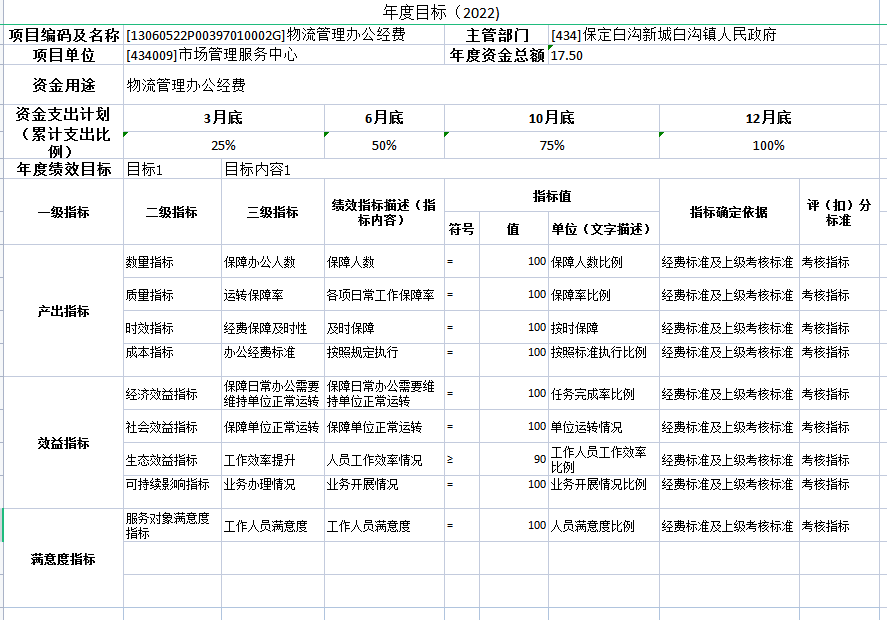 年度目标（2022）
项目编码及名称 [13060522P00397010002G]物流管理办公经费 主管部门 [434]保定白沟新城白沟镇人民政府
项目单位 [434009]市场管理服务中心 年度资金总额 17.50
资金用途 物流管理办公经费
资金支出计划
（累计支出比
例）
3月底 6月底 10月底 12月底
25% 50% 75% 100%
年度绩效目标 目标1 目标内容1
一级指标 二级指标 三级指标
绩效指标描述（指
标内容）
指标值
符号 值 单位（文字描述）
指标确定依据
评（扣）分
标准
产出指标
数量指标 保障办公人数 保障人数 = 100 保障人数比例 经费标准及上级考核标准 考核指标
质量指标 运转保障率 各项日常工作保障率 = 100 保障率比例 经费标准及上级考核标准 考核指标
时效指标 经费保障及时性 及时保障 = 100 按时保障 经费标准及上级考核标准 考核指标
成本指标 办公经费标准 按照规定执行 = 100 按照标准执行比例 经费标准及上级考核标准 考核指标
效益指标
经济效益指标
保障日常办公需要
维持单位正常运转
保障日常办公需要维
持单位正常运转
= 100 任务完成率比例 经费标准及上级考核标准 考核指标
社会效益指标 保障单位正常运转 保障单位正常运转 = 100 单位运转情况 经费标准及上级考核标准 考核指标
生态效益指标 工作效率提升 人员工作效率情况 ≥ 90
工作人员工作效率
比例
经费标准及上级考核标准 考核指标
可持续影响指标 业务办理情况 业务开展情况 = 100 业务开展情况比例 经费标准及上级考核标准 考核指标
满意度指标
服务对象满意度
指标
工作人员满意度 工作人员满意度 = 100 人员满意度比例 经费标准及上级考核标准 考核指标